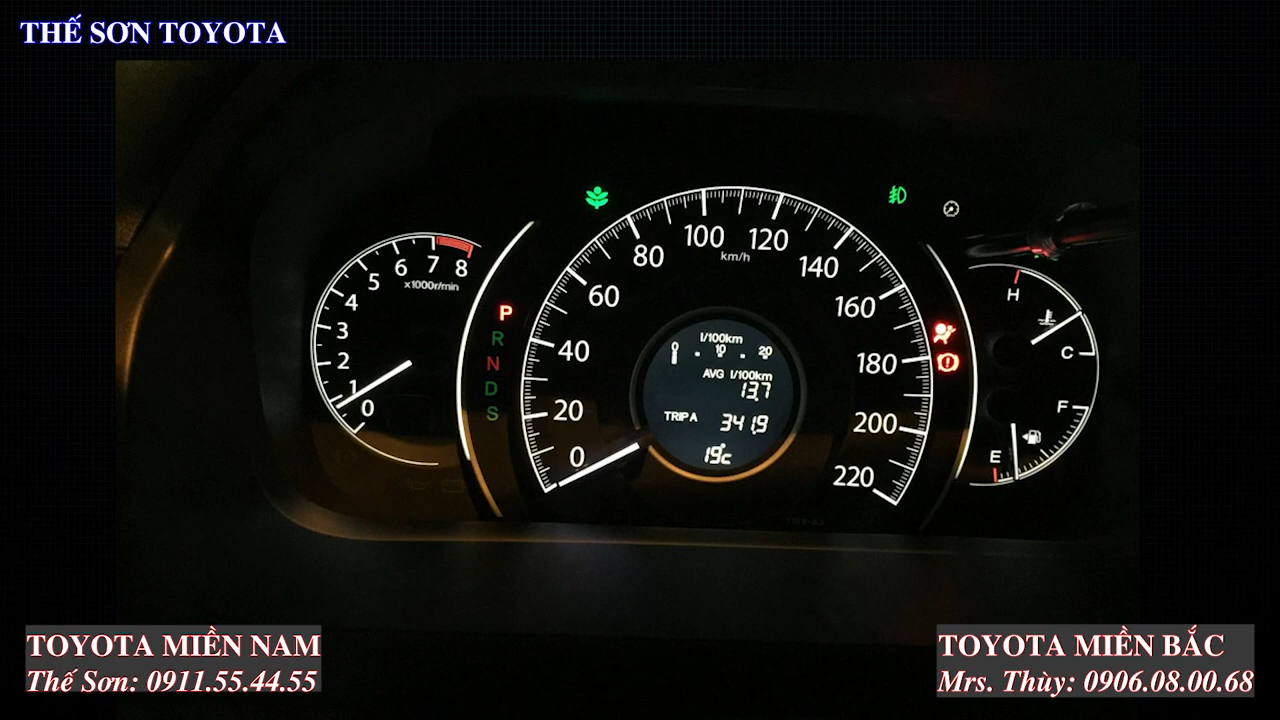 THẾ SƠN TOYOTA
0
1
2
3
4
5
6
7
8
x1000r/min
P
R
N
D
S
0
20
40
60
80
100
120
140
160
180
200
220
km/h
l/100km
0 . 10 . 20
AVG l/100km
13.7
TRIP A 341.9
19°c
H
C
F
E
TOYOTA MIỀN NAM
Thế Sơn: 0911.55.44.55
TOYOTA MIỀN BẮC
Mrs. Thùy: 0906.08.00.68